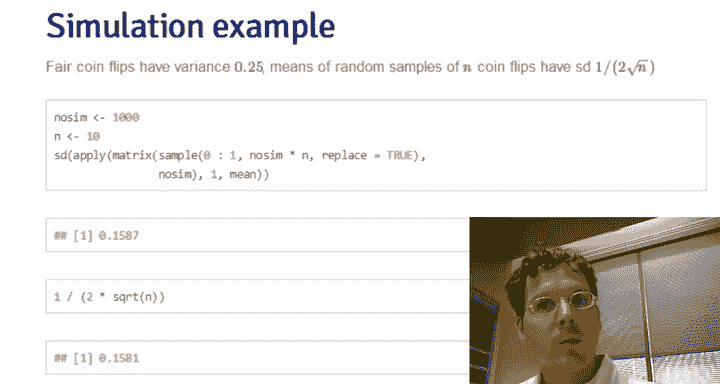 Simulation example
Fair coin flips have variance 0.25, means of random samples of n coin flips have sd 1/(2√n)
nosim <- 1000
n <- 10
sd(apply(matrix(sample(0 : 1, nosim * n, replace = TRUE),
nosim), 1, mean))
## [1] 0.1587
1 / (2 * sqrt(n))
## [1] 0.1581